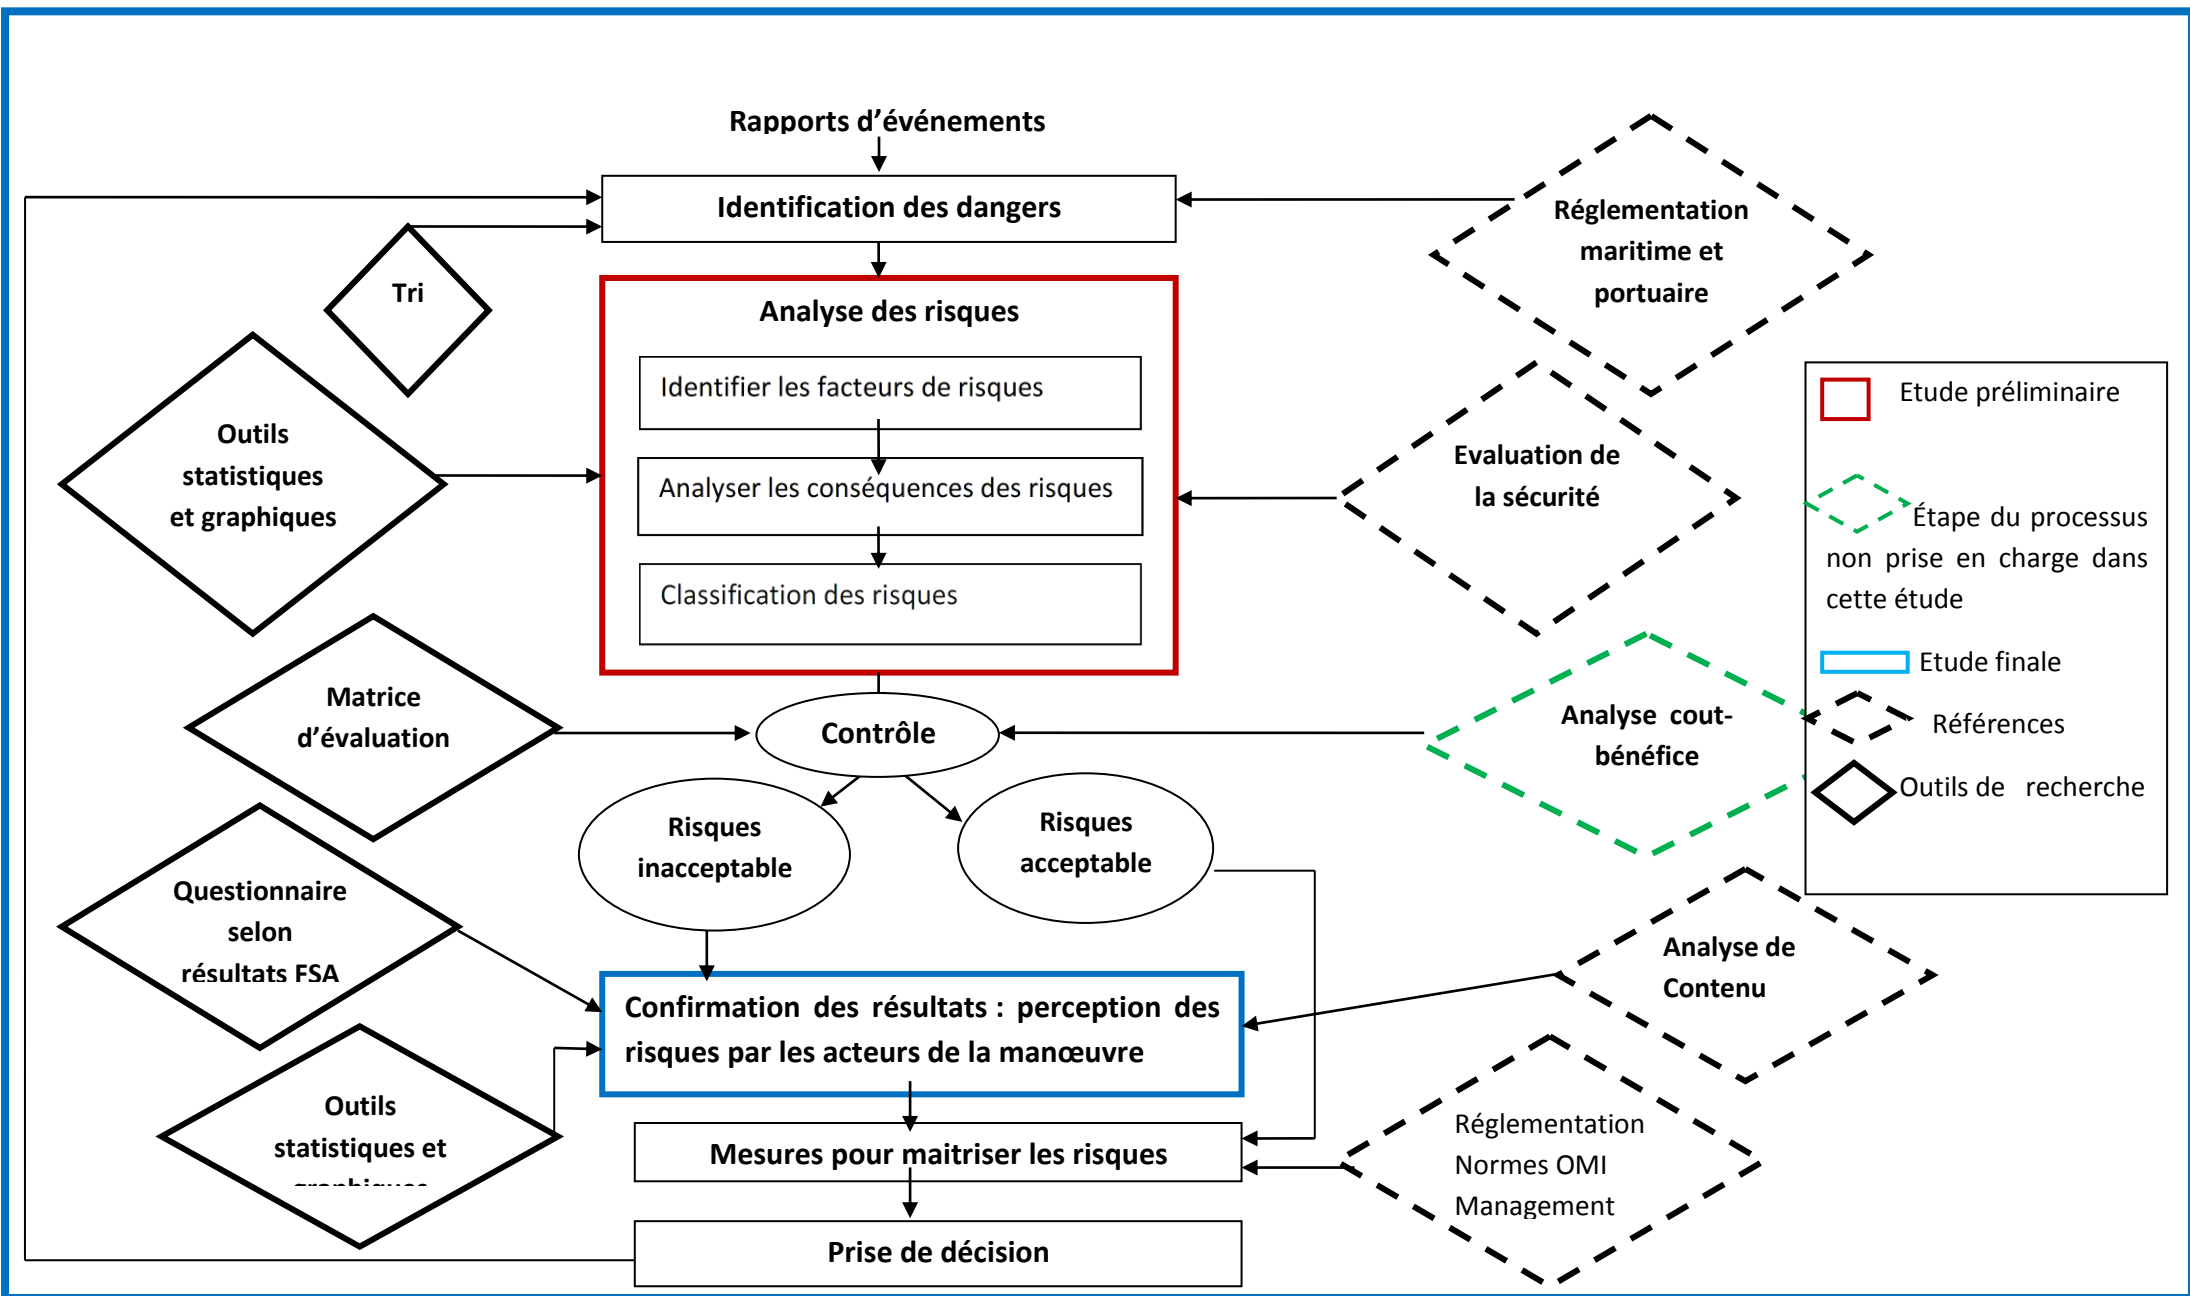 Rapports d'événements
Identification des dangers
Réglementation
maritime et
portuaire
Tri
Analyse des risques
Identifier les facteurs de risques
Analyser les conséquences des risques
Classification des risques
Outils
statistiques
et graphiques
Evaluation de
la sécurité
Etude préliminaire
Étape du processus
non prise en charge dans
cette étude
Etude finale
Références
Outils de recherche
Matrice
d'évaluation
Contrôle
Analyse cout-
bénéfice
Risques
inacceptable
Risques
acceptable
Questionnaire
selon
résultats FSA
Confirmation des résultats : perception des
risques par les acteurs de la manœuvre
Analyse de
Contenu
Outils
statistiques et
graphiques
Mesures pour maitriser les risques
Réglementation
Normes OMI
Management
Prise de décision